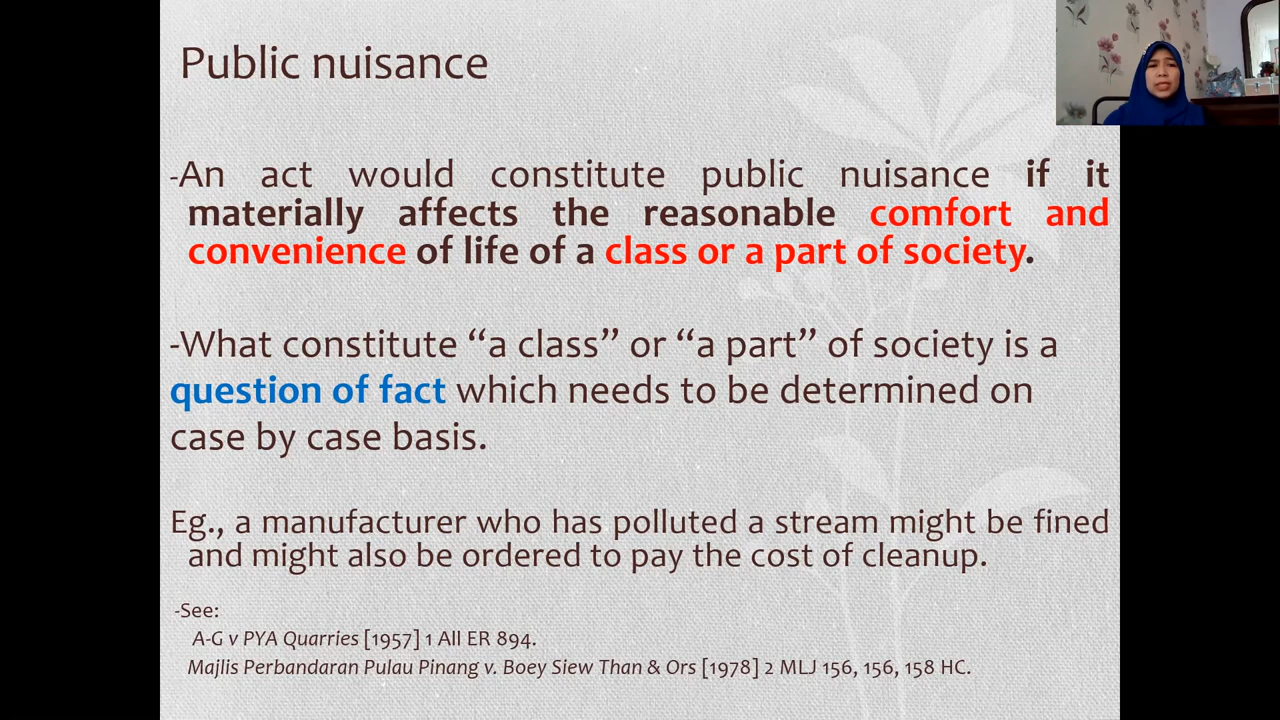 Public nuisance
-An act would constitute public nuisance if it
materially affects the reasonable comfort and
convenience of life of a class or a part of society.
-What constitute “a class” or “a part” of society is a
question of fact which needs to be determined on
case by case basis.
Eg., a manufacturer who has polluted a stream might be fined
and might also be ordered to pay the cost of cleanup.
-See:
A-G v PYA Quarries [1957] 1 All ER 894.
Majlis Perbandaran Pulau Pinang v. Boey Siew Than & Ors [1978] 2 MLJ 156, 156, 158 HC.